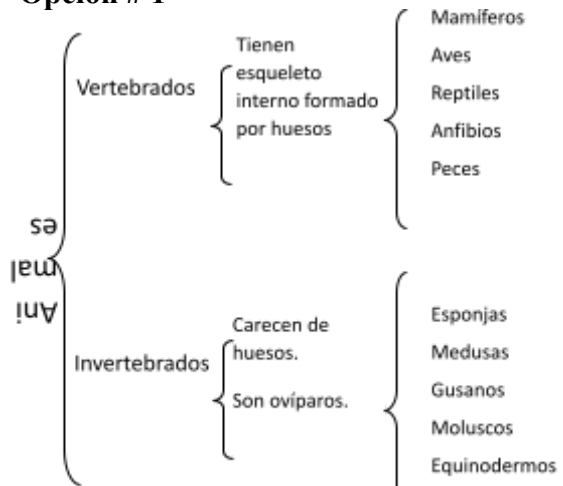 Opción # 1
Animales
Vertebrados
Tienen
esqueleto
interno formado
por huesos
Mamíferos
Aves
Reptiles
Anfibios
Peces
Invertebrados
Carecen de
huesos.
Son ovíparos.
Esponjas
Medusas
Gusanos
Moluscos
Equinodermos